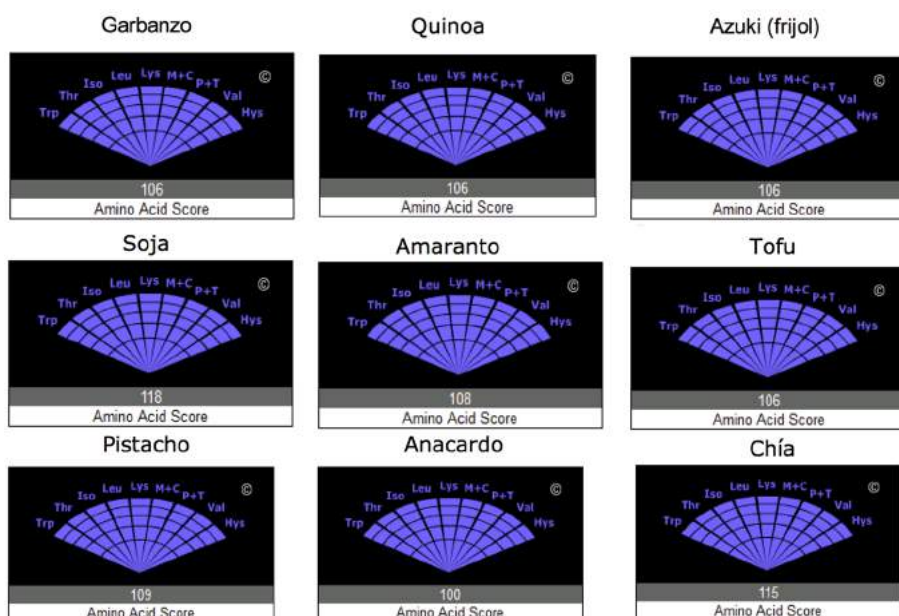 Garbanzo
Trp Thr Iso Leu Lys M+C P+T Val Hys
©
106
Amino Acid Score
Quinoa
Trp Thr Iso Leu Lys M+C P+T Val Hys
©
106
Amino Acid Score
Azuki (frijol)
Trp Thr Iso Leu Lys M+C P+T Val Hys
©
106
Amino Acid Score
Soja
Trp Thr Iso Leu Lys M+C P+T Val Hys
©
118
Amino Acid Score
Amaranto
Trp Thr Iso Leu Lys M+C P+T Val Hys
©
108
Amino Acid Score
Tofu
Trp Thr Iso Leu Lys M+C P+T Val Hys
©
106
Amino Acid Score
Pistacho
Trp Thr Iso Leu Lys M+C P+T Val Hys
©
109
Amino Acid Score
Anacardo
Trp Thr Iso Leu Lys M+C P+T Val Hys
©
100
Amino Acid Score
Chía
Trp Thr Iso Leu Lys M+C P+T Val Hys
©
115
Amino Acid Score